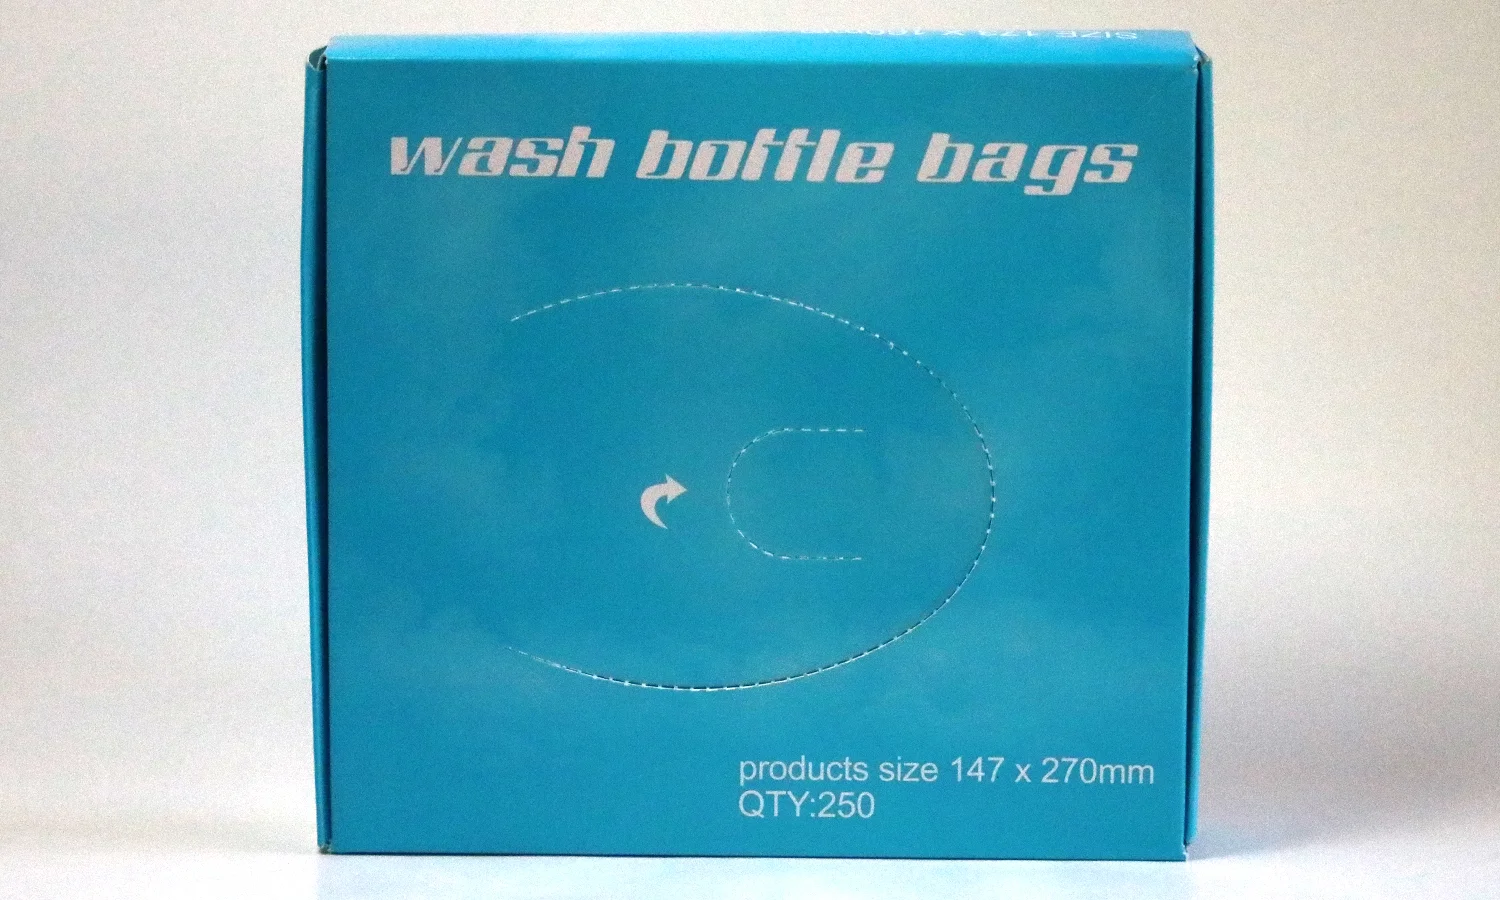 wash bottle bags
products size 147 x 270mm
QTY:250